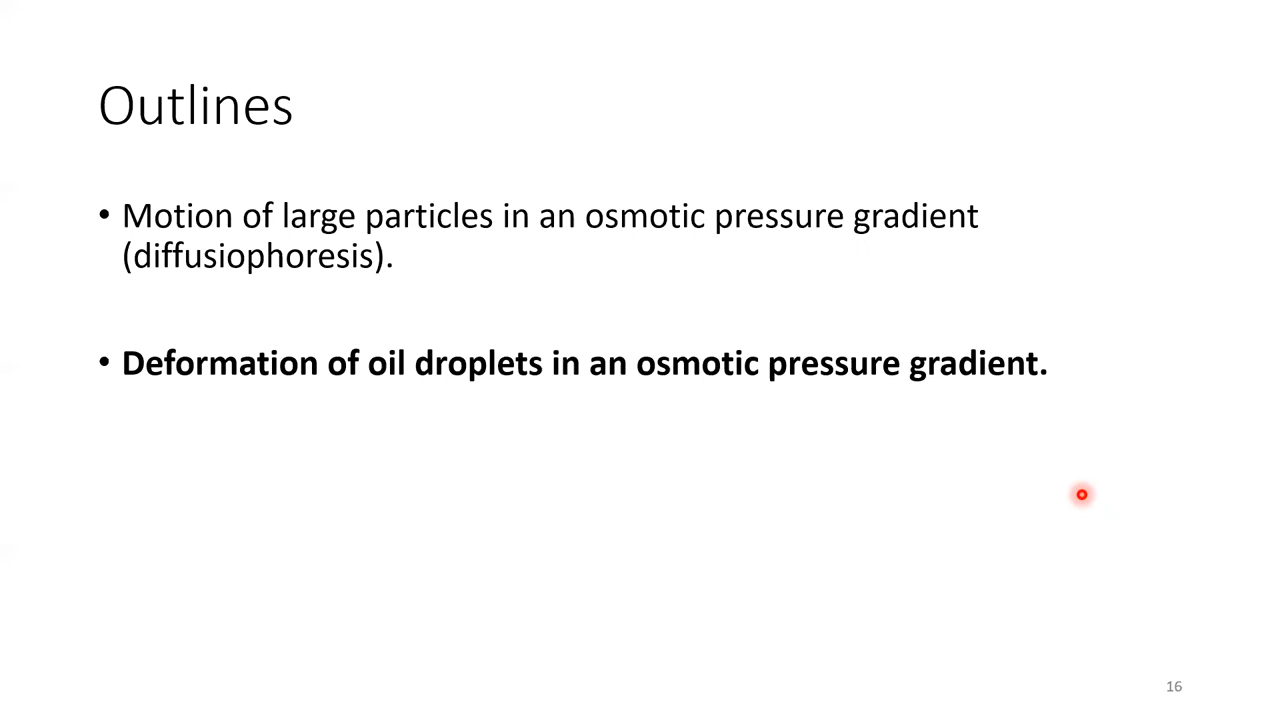 Outlines
• Motion of large particles in an osmotic pressure gradient
(diffusiophoresis).
• Deformation of oil droplets in an osmotic pressure gradient.
16